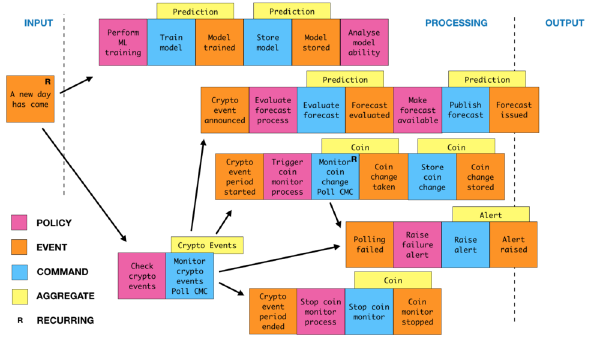 INPUT
PROCESSING
OUTPUT
Prediction
Prediction
Perform
ML
training
Train
model
Model
trained
Store
model
Model
stored
Analyse
model
ability
R
A new day
has come
Prediction
Prediction
Crypto
event
announced
Evaluate
forecast
process
Evaluate
forecast
Forecast
evaluated
Make
forecast
available
Publish
forecast
Forecast
issued
Coin
Coin
Crypto
event
period
started
Trigger
coin
monitor
process
R
Monitor
coin
change
Poll CMC
Coin
change
taken
Store
coin
change
Coin
change
stored
Alert
Polling
failed
Raise
failure
alert
Raise
alert
Alert
raised
Crypto Events
Check
crypto
events
Monitor
crypto
events
Poll CMC
Coin
Crypto
event
period
ended
Stop coin
monitor
process
Stop coin
monitor
Coin
monitor
stopped
POLICY
EVENT
COMMAND
AGGREGATE
R RECURRING